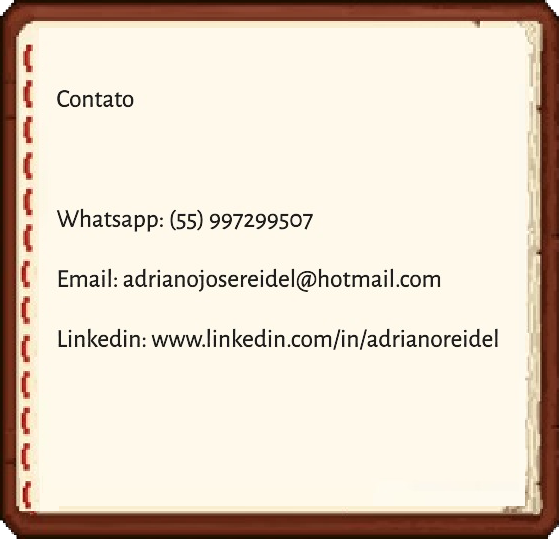 Contato
Whatsapp: (55) 997299507
Email: adrianojosereidel@hotmail.com
Linkedin: www.linkedin.com/in/adrianoreidel